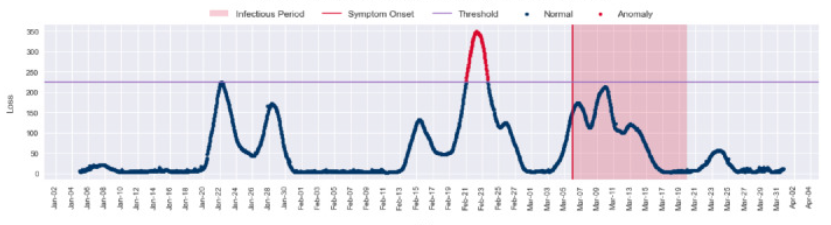 Infectious Period Symptom Onset Threshold Normal Anomaly
350
300
250
200
150
100
50
0
Loss
Jan-02 Jan-04 Jan-06 Jan-08 Jan-10 Jan-12 Jan-14 Jan-16 Jan-18 Jan-20 Jan-22 Jan-24 Jan-26 Jan-28 Jan-30 Feb-01 Feb-03 Feb-05 Feb-07 Feb-09 Feb-11 Feb-13 Feb-15 Feb-17 Feb-19 Feb-21 Feb-23 Feb-25 Feb-27 Mar-01 Mar-03 Mar-05 Mar-07 Mar-09 Mar-11 Mar-13 Mar-15 Mar-17 Mar-19 Mar-21 Mar-23 Mar-25 Mar-27 Mar-29 Mar-31 Apr-02 Apr-04